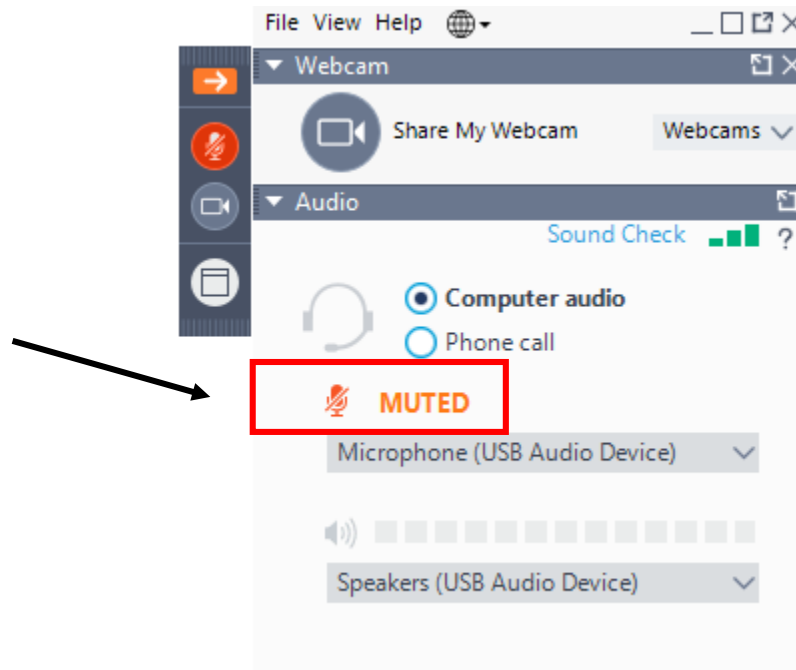 File View Help
Webcam
Share My Webcam Webcams
Audio
Sound Check ?
Computer audio
Phone call
MUTED
Microphone (USB Audio Device)
Speakers (USB Audio Device)